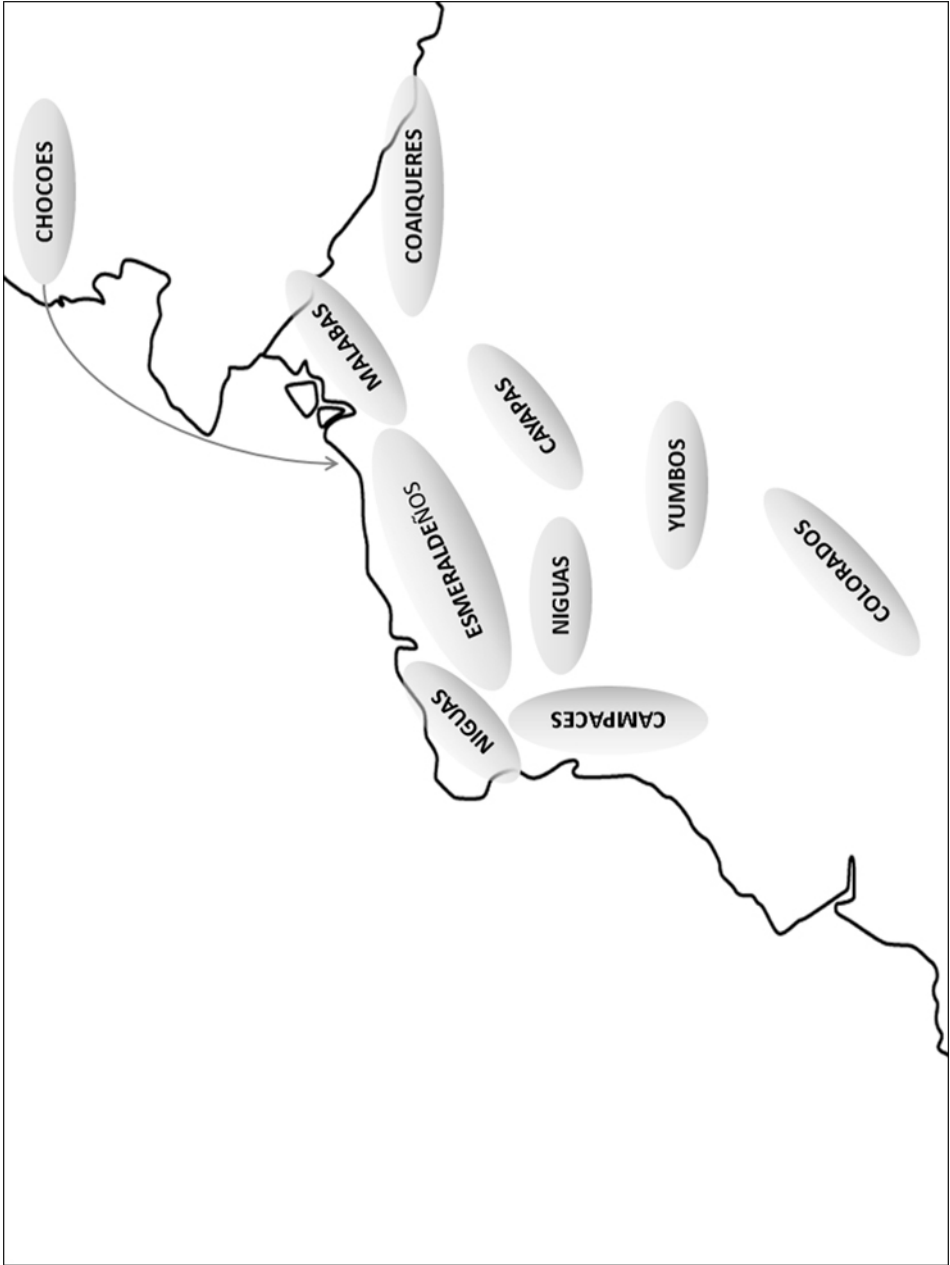 CHOCOES
COAIQUERES
MALABAS
CAYAPAS
ESMERALDEÑOS
YUMBOS
NIGUAS
COLORADOS
NIGUAS
CAMPACES